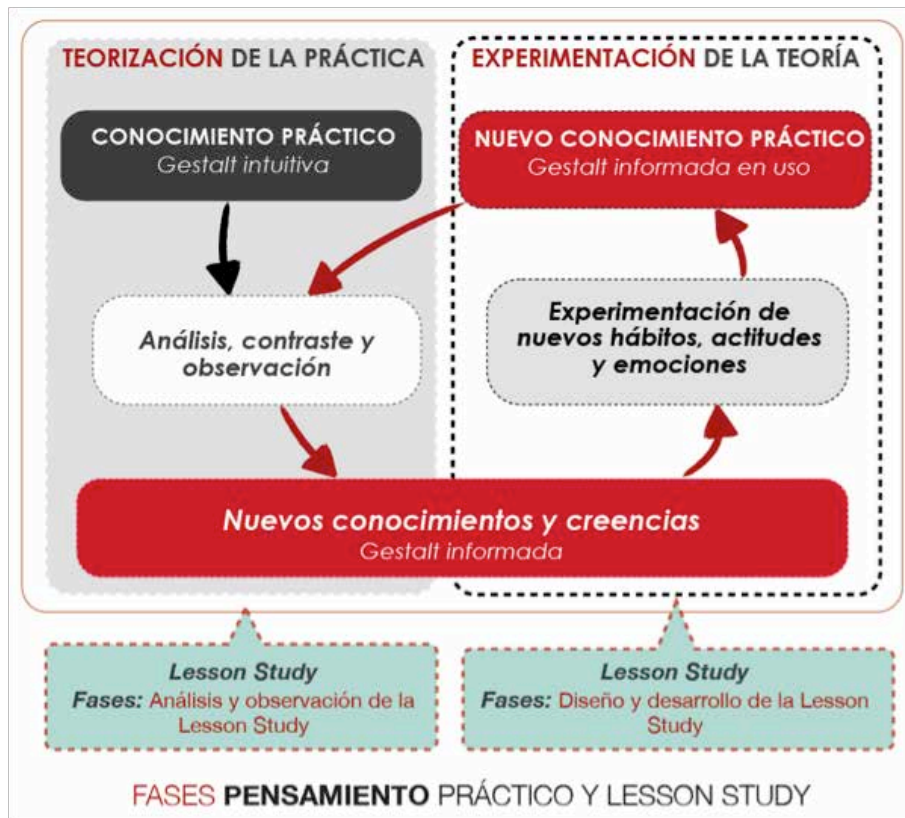 TEORIZACIÓN DE LA PRÁCTICA
CONOCIMIENTO PRÁCTICO
Gestalt intuitiva
Análisis, contraste y
observación
EXPERIMENTACIÓN DE LA TEORÍA
NUEVO CONOCIMIENTO PRÁCTICO
Gestalt informada en uso
Experimentación de
nuevos hábitos, actitudes
y emociones
Nuevos conocimientos y creencias
Gestalt informada
Lesson Study
Fases: Análisis y observación de la
Lesson Study
Lesson Study
Fases: Diseño y desarrollo de la Lesson
Study
FASES PENSAMIENTO PRÁCTICO Y LESSON STUDY